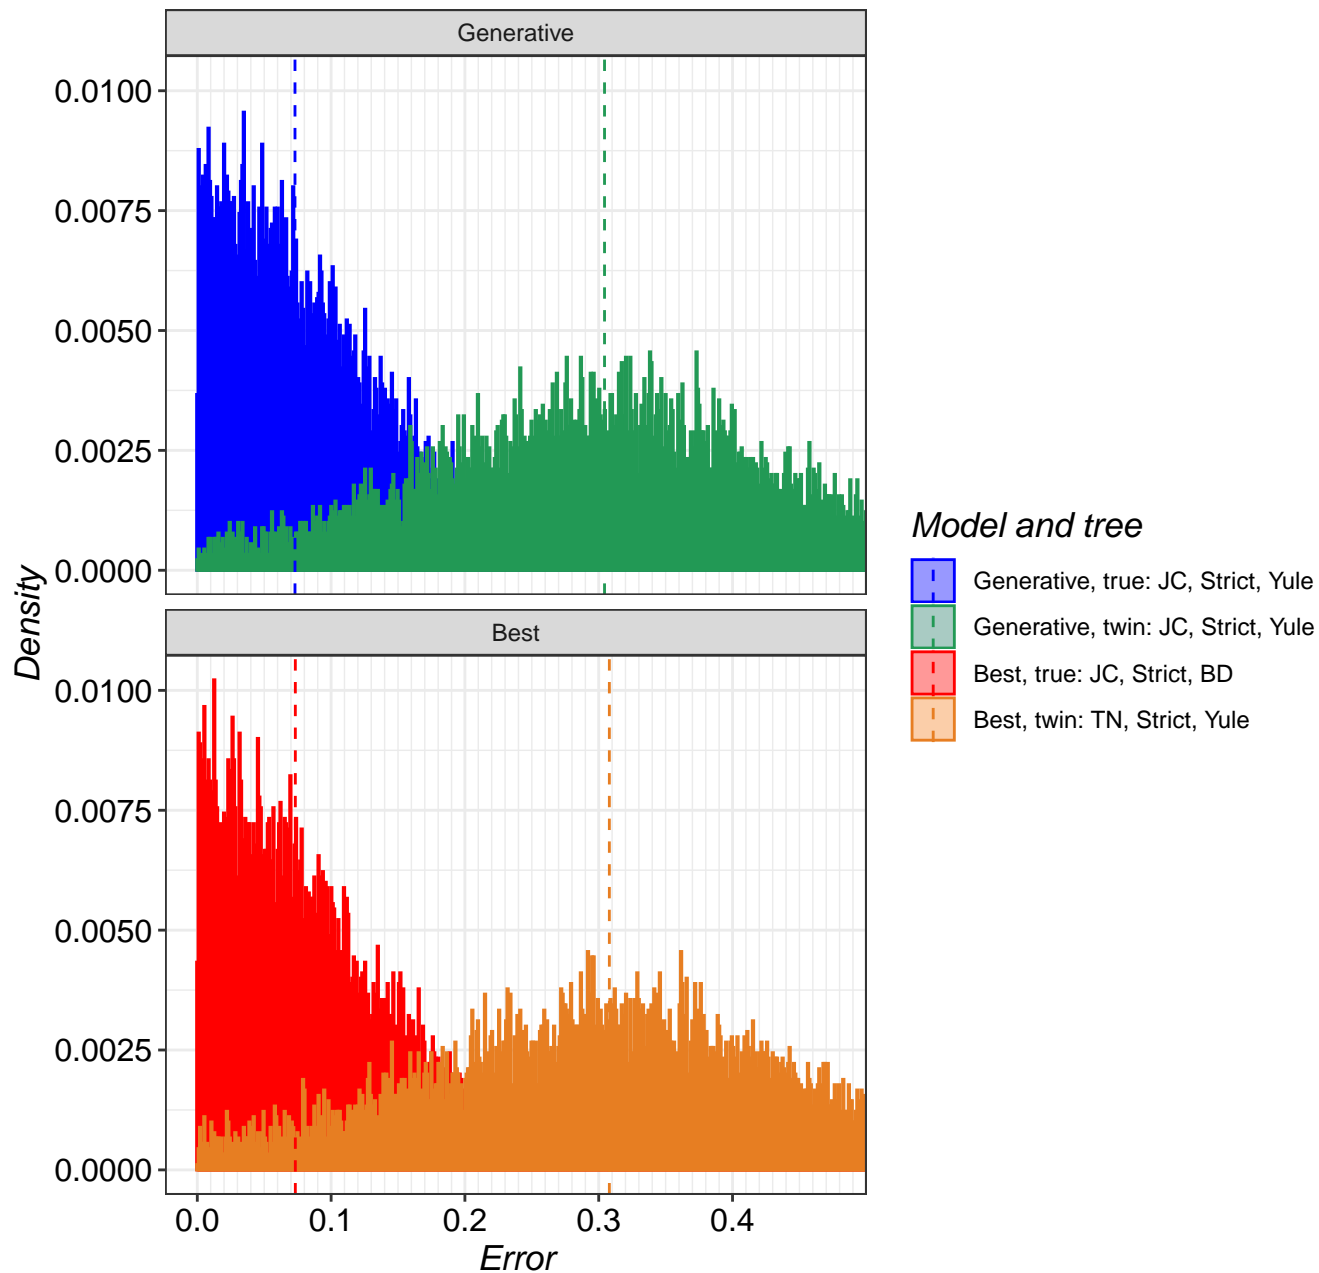 Generative
0.0100
0.0075
0.0050
0.0025
0.0000
Density
Best
0.0100
0.0075
0.0050
0.0025
0.0000
0.0 0.1 0.2 0.3 0.4
Error
Model and tree
Generative, true: JC, Strict, Yule
Generative, twin: JC, Strict, Yule
Best, true: JC, Strict, BD
Best, twin: TN, Strict, Yule